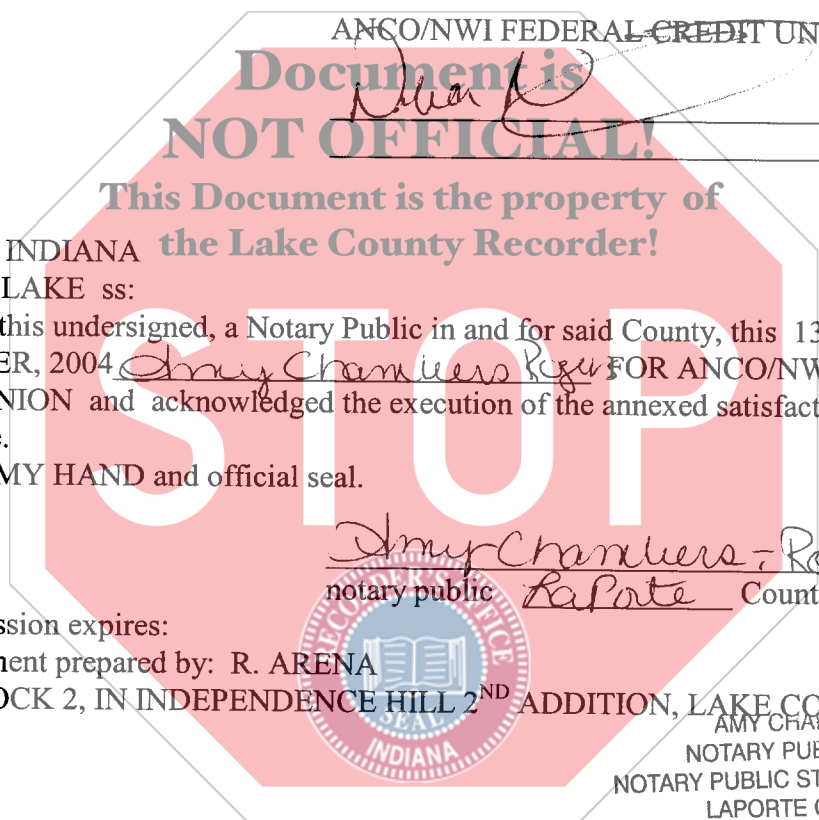 ANCO/NWI FEDERAL CREDIT UN
Document is
NOT OFFICIAL!
This Document is the property of
the Lake County Recorder!
INDIANA
LAKE ss:
this undersigned, a Notary Public in and for said County, this 13
ER, 2004 Amy Chambers FOR ANCO/NW
NION and acknowledged the execution of the annexed satisfact
MY HAND and official seal.
STOP
Amy Chambers - Ro
notary public LaPorte Count
ssion expires:
ent prepared by: R. ARENA
OCK 2, IN INDEPENDENCE HILL 2ND ADDITION, LAKE CO
RECORDER'S OFFICE
SEAL
INDIANA
AMY CHA
NOTARY PUB
NOTARY PUBLIC ST
LAPORTE C